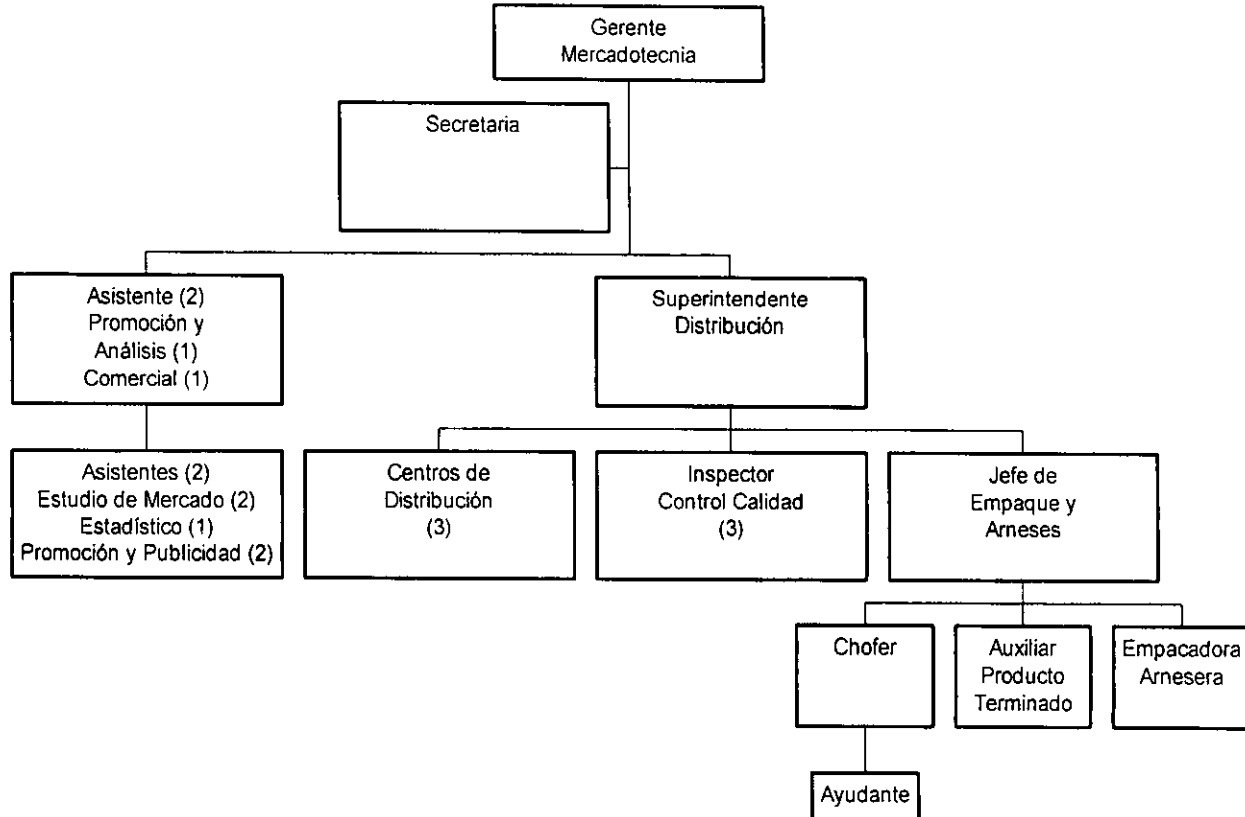 Gerente
Mercadotecnia
Secretaria
Asistente (2)
Promoción y
Análisis (1)
Comercial (1)
Superintendente
Distribución
Asistentes (2)
Estudio de Mercado (2)
Estadístico (1)
Promoción y Publicidad (2)
Centros de
Distribución
(3)
Inspector
Control Calidad
(3)
Jefe de
Empaque y
Arneses
Chofer
Auxiliar
Producto
Terminado
Empacadora
Arnesera
Ayudante